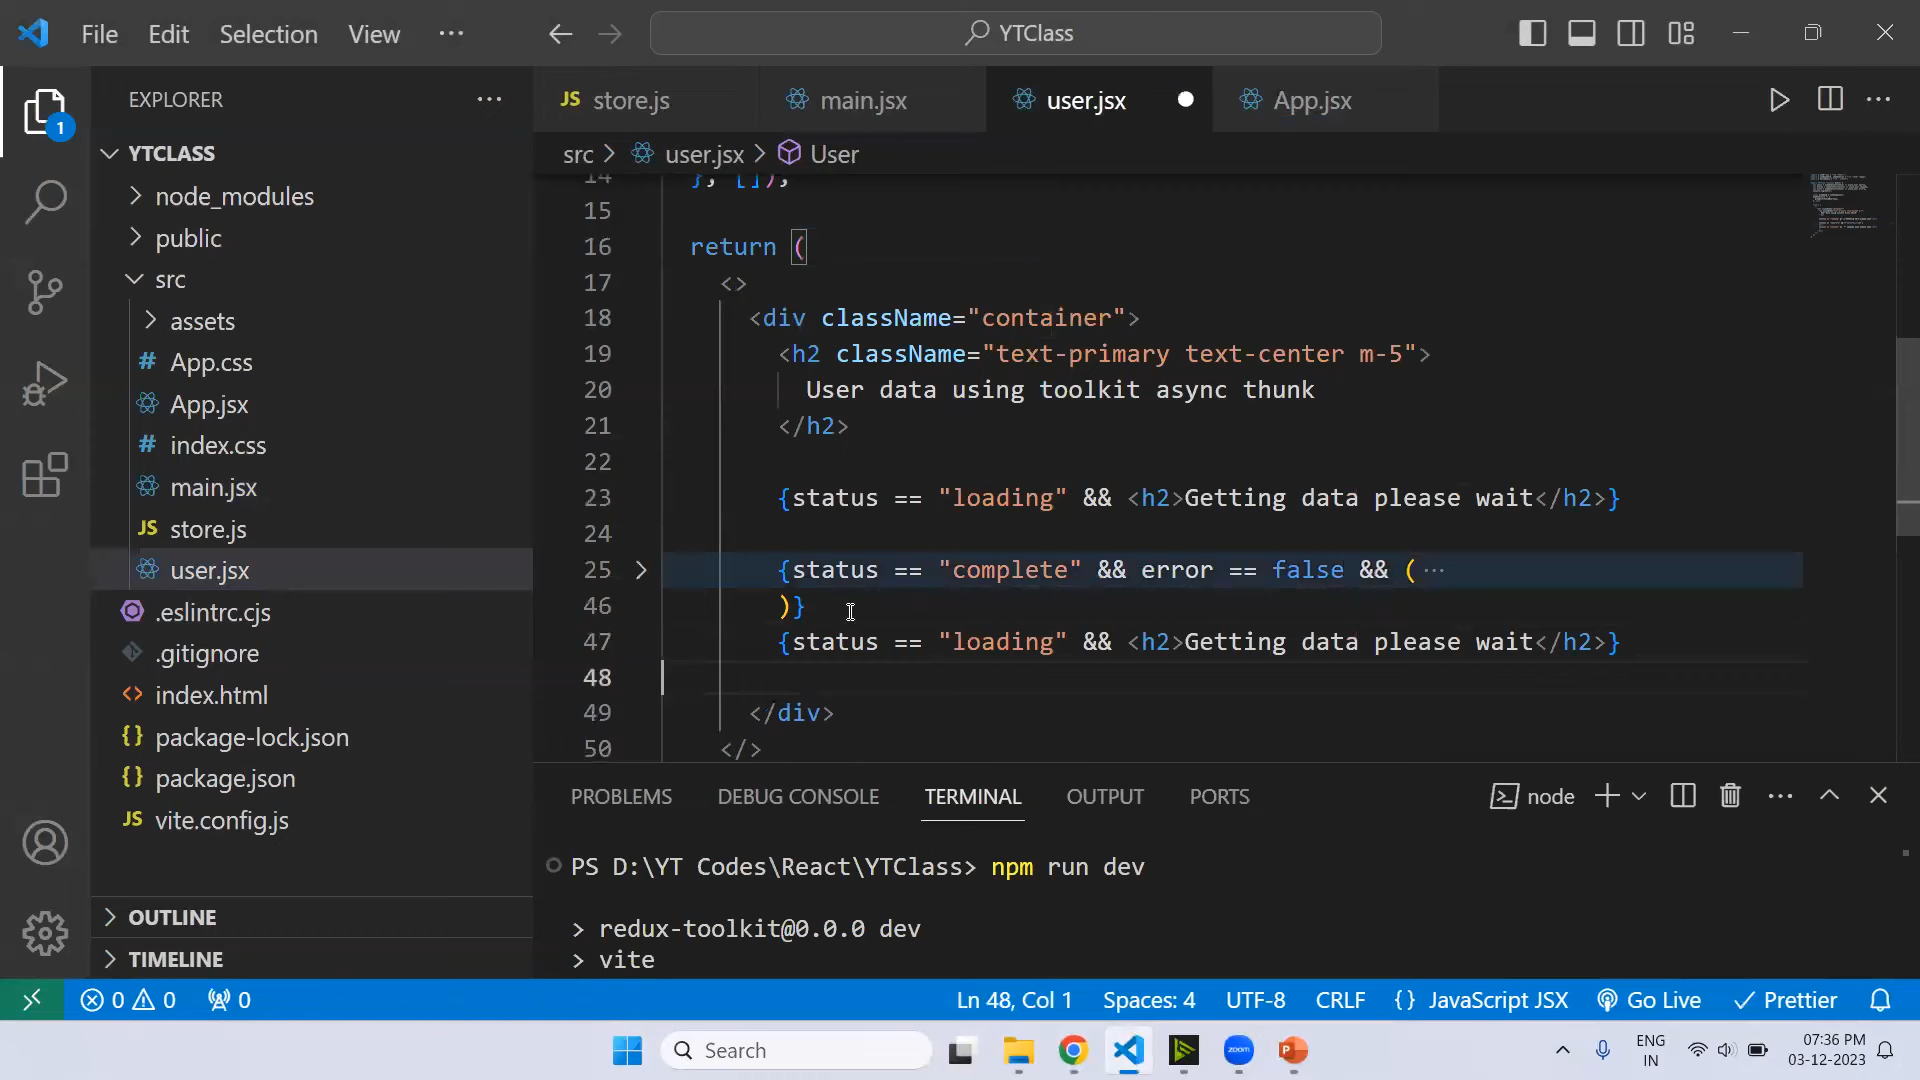 File Edit Selection View ··· YTClass
EXPLORER ···
1
YTCLASS
node_modules
public
src
assets
# App.css
App.jsx
# index.css
main.jsx
JS store.js
user.jsx
.eslintrc.cjs
.gitignore
<> index.html
{} package-lock.json
{} package.json
JS vite.config.js
OUTLINE
TIMELINE
JS store.js main.jsx user.jsx App.jsx
src > user.jsx > User
14 }, []);
15
16 return (
17 <>
18 <div className="container">
19 <h2 className="text-primary text-center m-5">
20 User data using toolkit async thunk
21 </h2>
22
23 {status == "loading" && <h2>Getting data please wait</h2>}
24
25 {status == "complete" && error == false && (···
46 )}
47 {status == "loading" && <h2>Getting data please wait</h2>}
48
49 </div>
50 </>
PROBLEMS DEBUG CONSOLE TERMINAL OUTPUT PORTS node
PS D:\YT Codes\React\YTClass> npm run dev
> redux-toolkit@0.0.0 dev
> vite
0 0 0 Ln 48, Col 1 Spaces: 4 UTF-8 CRLF {} JavaScript JSX Go Live Prettier
Search zoom P ENG IN 07:36 PM 03-12-2023